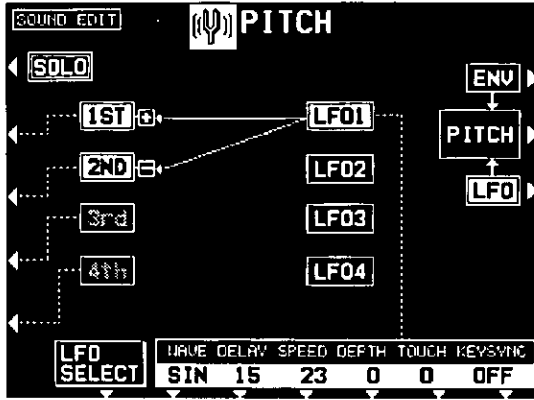 SOUND EDIT
PITCH
SOLO
ENV
1ST + LFO1
PITCH
2ND - LFO2
LFO
3rd LFO3
4th LFO4
LFO SELECT
WAVE DELAY SPEED DEPTH TOUCH KEYSYNC
SIN 15 23 0 0 OFF